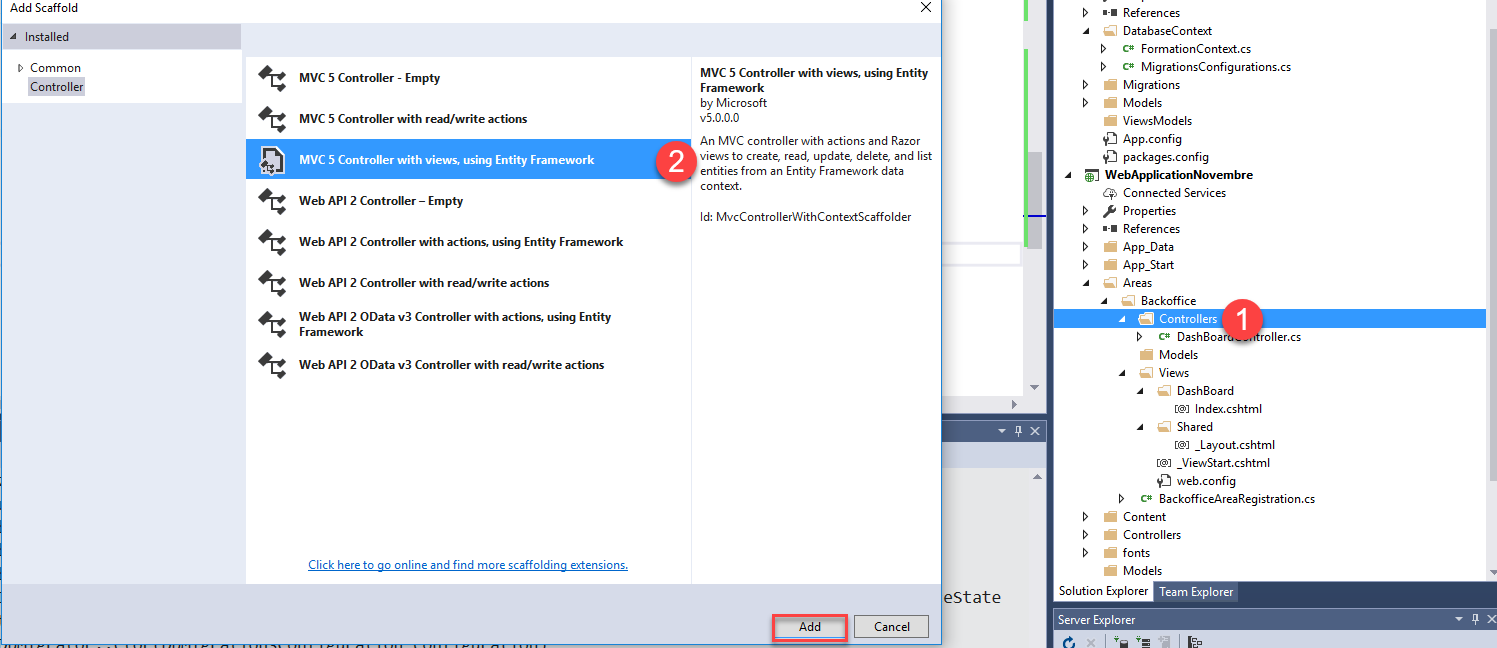 Add Scaffold
Installed
Common
Controller
MVC 5 Controller - Empty
MVC 5 Controller with read/write actions
MVC 5 Controller with views, using Entity Framework
2
Web API 2 Controller – Empty
Web API 2 Controller with actions, using Entity Framework
Web API 2 Controller with read/write actions
Web API 2 OData v3 Controller with actions, using Entity
Framework
Web API 2 OData v3 Controller with read/write actions
Click here to go online and find more scaffolding extensions.
MVC 5 Controller with views, using Entity
Framework
by Microsoft
v5.0.0.0
An MVC controller with actions and Razor
views to create, read, update, delete, and list
entities from an Entity Framework data
context.
Id: MvcControllerWithContextScaffolder
Add
Cancel
eState
References
DatabaseContext
C# FormationContext.cs
C# MigrationsConfigurations.cs
Migrations
Models
ViewsModels
App.config
packages.config
WebApplicationNovembre
Connected Services
Properties
References
App_Data
App_Start
Areas
Backoffice
Controllers
1
C# DashBoardController.cs
Models
Views
DashBoard
[@] Index.cshtml
Shared
[@] _Layout.cshtml
[@] _ViewStart.cshtml
web.config
C# BackofficeAreaRegistration.cs
Content
Controllers
fonts
Models
Solution Explorer
Team Explorer
Server Explorer